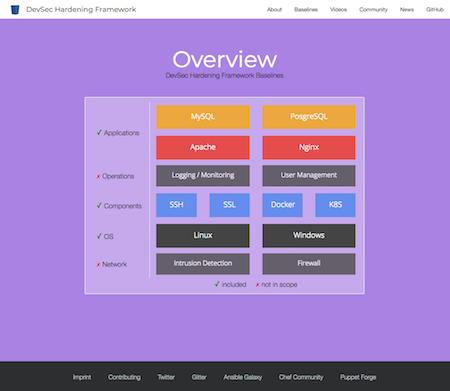 DevSec Hardening Framework
About Baselines Videos Community News GitHub
Overview
DevSec Hardening Framework Baselines
✓ Applications
MySQL PosgreSQL
Apache Nginx
✗ Operations Logging / Monitoring User Management
✓ Components SSH SSL Docker K8S
✓ OS Linux Windows
✗ Network Intrusion Detection Firewall
✓ included ✗ not in scope
Imprint Contributing Twitter Gitter Ansible Galaxy Chef Community Puppet Forge